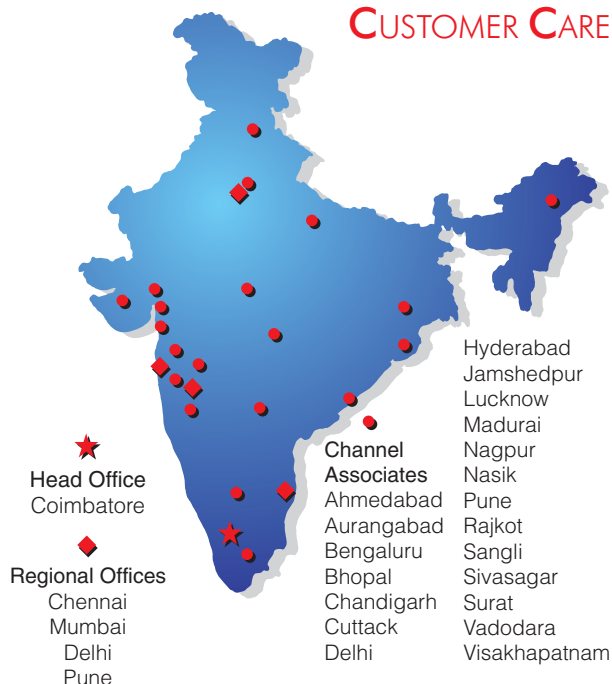 CUSTOMER CARE
Head Office
Coimbatore
Regional Offices
Chennai
Mumbai
Delhi
Pune
Channel
Associates
Ahmedabad
Aurangabad
Bengaluru
Bhopal
Chandigarh
Cuttack
Delhi
Hyderabad
Jamshedpur
Lucknow
Madurai
Nagpur
Nasik
Pune
Rajkot
Sangli
Sivasagar
Surat
Vadodara
Visakhapatnam